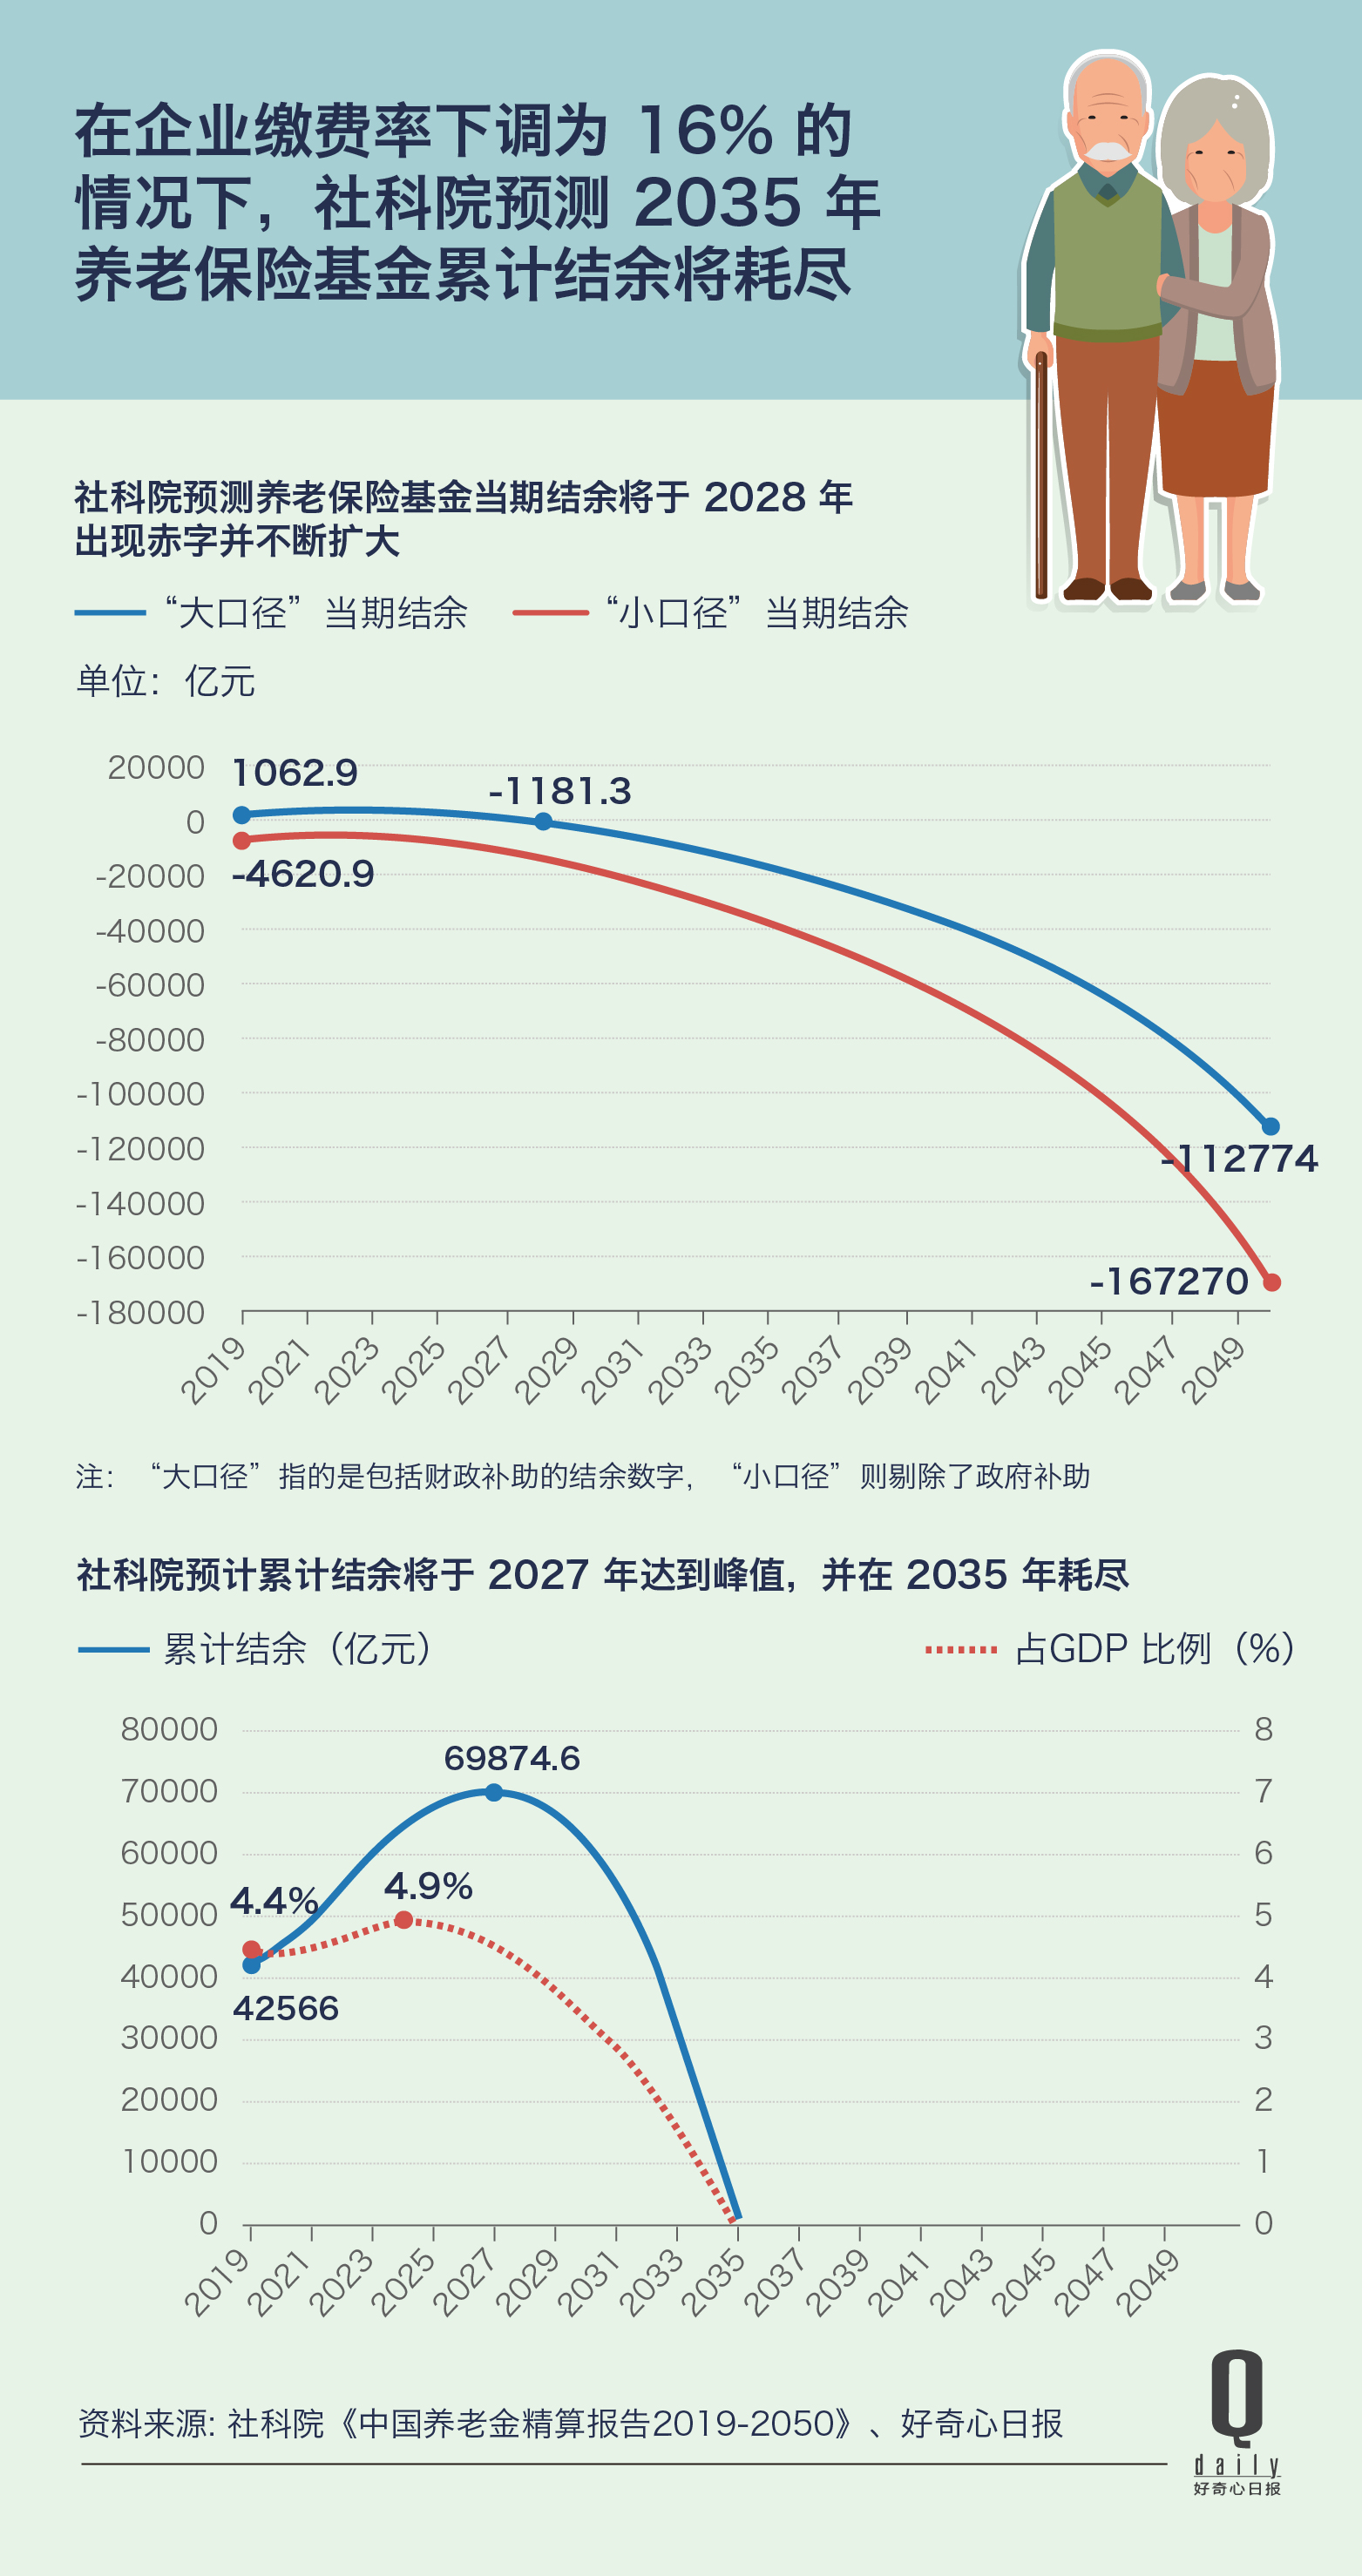 在企业缴费率下调为 16% 的
情况下，社科院预测 2035 年
养老保险基金累计结余将耗尽
社科院预测养老保险基金当期结余将于 2028 年
出现赤字并不断扩大
“大口径”当期结余 “小口径”当期结余
单位：亿元
20000
0
-20000
-40000
-60000
-80000
-100000
-120000
-140000
-160000
-180000
1062.9
-1181.3
-4620.9
-112774
-167270
2019 2021 2023 2025 2027 2029 2031 2033 2035 2037 2039 2041 2043 2045 2047 2049
注：“大口径”指的是包括财政补助的结余数字，“小口径”则剔除了政府补助
社科院预计累计结余将于 2027 年达到峰值，并在 2035 年耗尽
累计结余（亿元） 占GDP 比例（%）
80000
70000
60000
50000
40000
30000
20000
10000
0
69874.6
4.4%
4.9%
42566
8
7
6
5
4
3
2
1
0
2019 2021 2023 2025 2027 2029 2031 2033 2035 2037 2039 2041 2043 2045 2047 2049
资料来源: 社科院《中国养老金精算报告2019-2050》、好奇心日报
Q
daily
好奇心日报